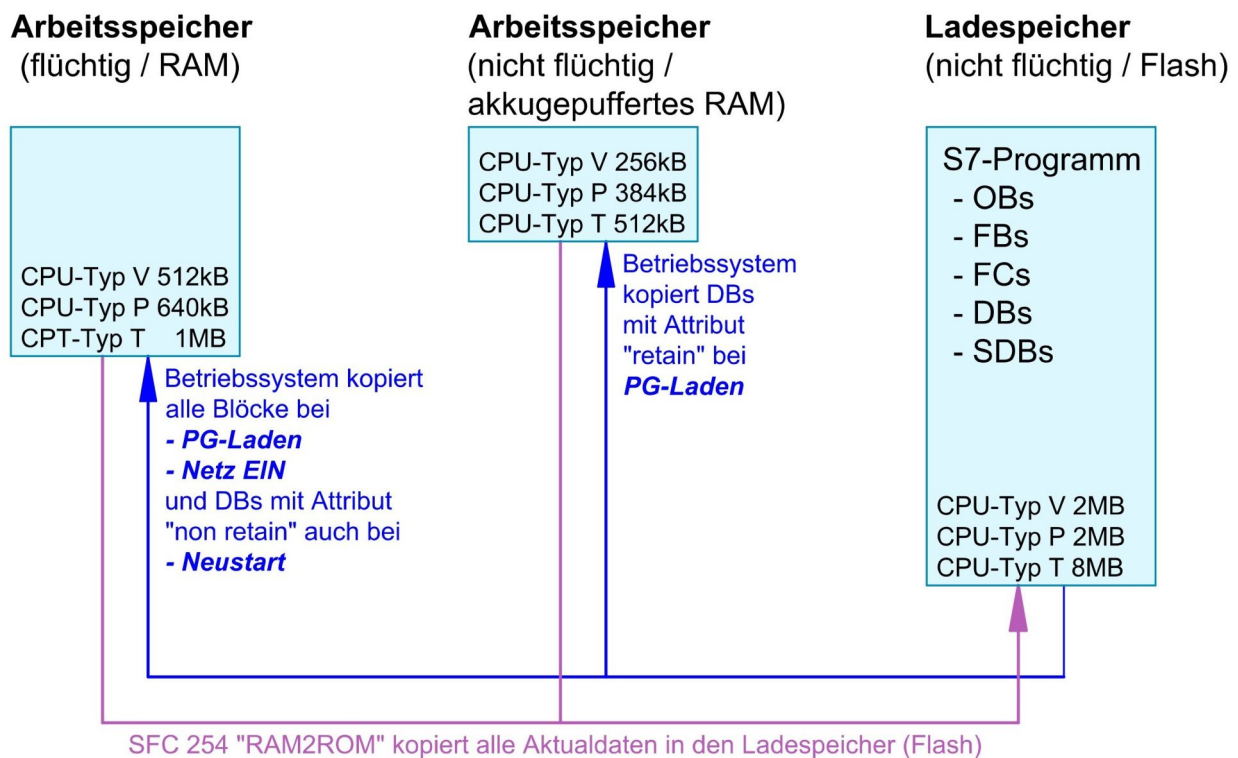 Arbeitsspeicher
(flüchtig / RAM)
CPU-Typ V 512kB
CPU-Typ P 640kB
CPT-Typ T 1MB
Betriebssystem kopiert
alle Blöcke bei
- PG-Laden
- Netz EIN
und DBs mit Attribut
"non retain" auch bei
- Neustart
Arbeitsspeicher
(nicht flüchtig /
akkugepuffertes RAM)
CPU-Typ V 256kB
CPU-Typ P 384kB
CPU-Typ T 512kB
Betriebssystem
kopiert DBs
mit Attribut
"retain" bei
PG-Laden
Ladespeicher
(nicht flüchtig / Flash)
S7-Programm
- OBs
- FBs
- FCs
- DBs
- SDBs
CPU-Typ V 2MB
CPU-Typ P 2MB
CPU-Typ T 8MB
SFC 254 "RAM2ROM" kopiert alle Aktualdaten in den Ladespeicher (Flash)